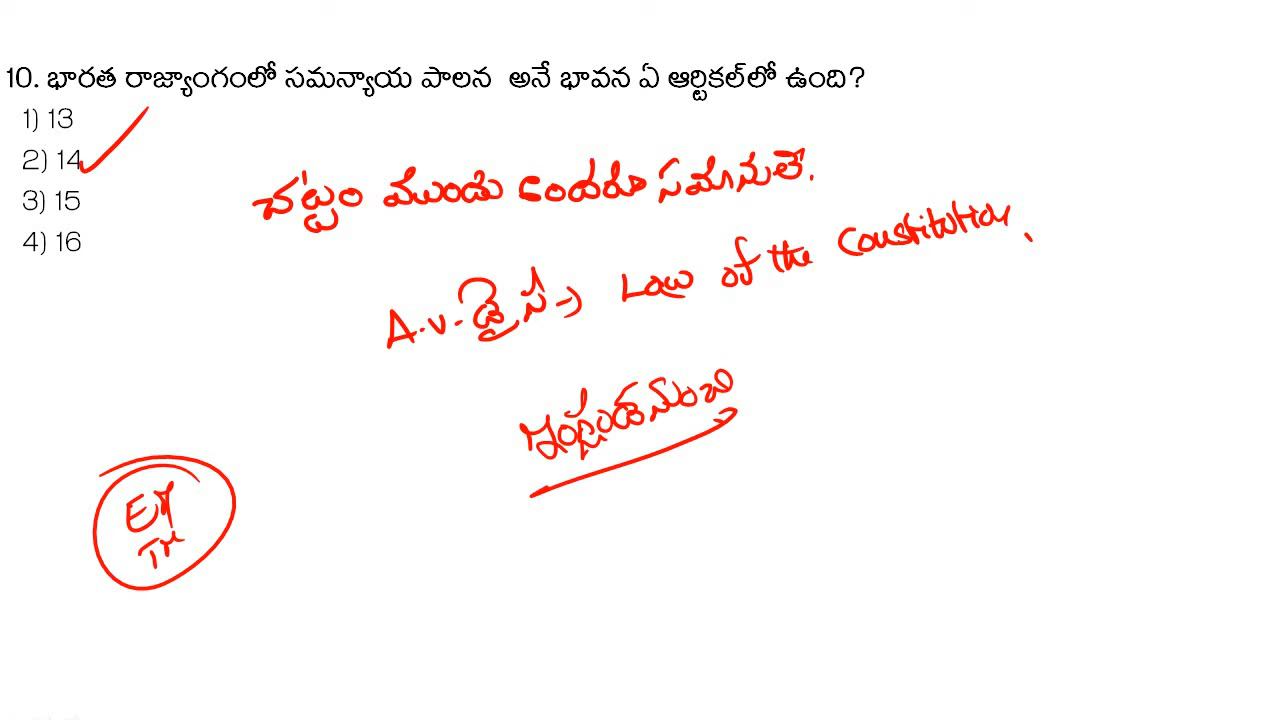 10. భారత రాజ్యాంగంలో సమన్యాయ పాలన అనే భావన ఏ ఆర్టికల్‌లో ఉంది?
1) 13
2) 14
3) 15
4) 16
చట్టం ముందు అందరూ సమానులే.
A.V. డైసీ → Law of the Constitution